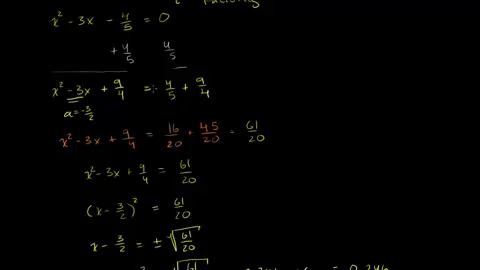 Factoring
x² - 3x - 4/5 = 0
+ 4/5 4/5
x² - 3x + 9/4 = 4/5 + 9/4
a = -3/2
x² - 3x + 9/4 = 16/20 + 45/20 = 61/20
x² - 3x + 9/4 = 61/20
(x - 3/2)² = 61/20
x - 3/2 = ± √61/20